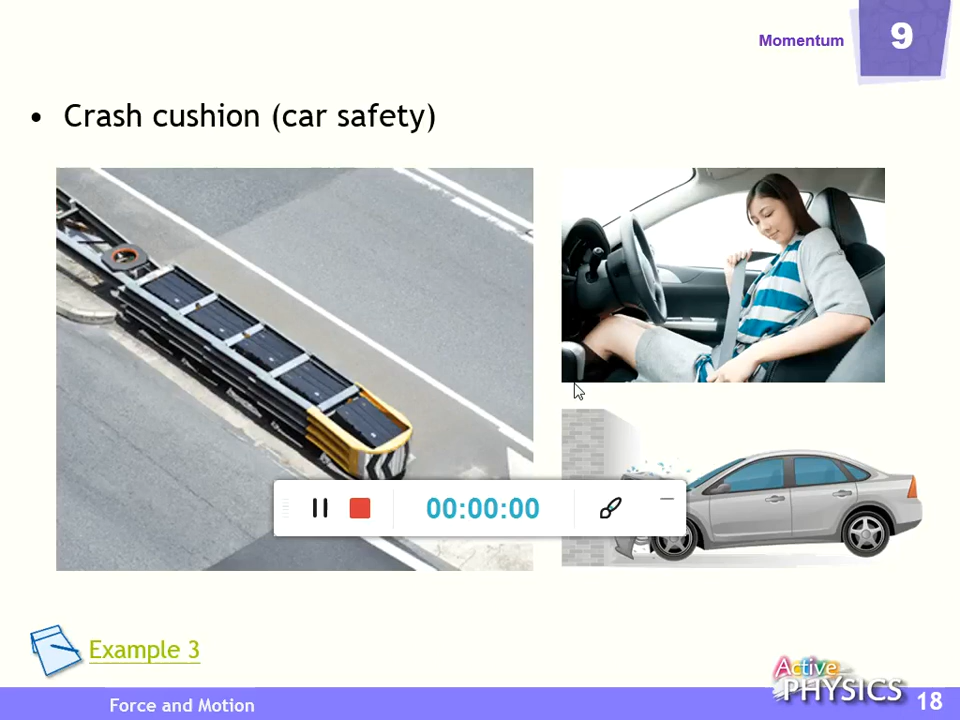 Momentum
9
• Crash cushion (car safety)
00:00:00
Example 3
Active
PHYSICS
Force and Motion
18